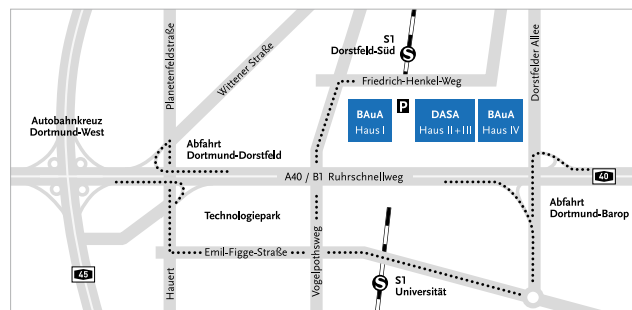 S1
Dorstfeld-Süd
S
Planetenfeldstraße
Wittener Straße
Dorstfelder Allee
Friedrich-Henkel-Weg
Autobahnkreuz
Dortmund-West
P
BAuA
Haus I
DASA
Haus II + III
BAuA
Haus IV
Abfahrt
Dortmund-Dorstfeld
A40 / B1 Ruhrschnellweg
40
Technologiepark
Abfahrt
Dortmund-Barop
Emil-Figge-Straße
45
Hauert
Vogelpothsweg
S
S1
Universität